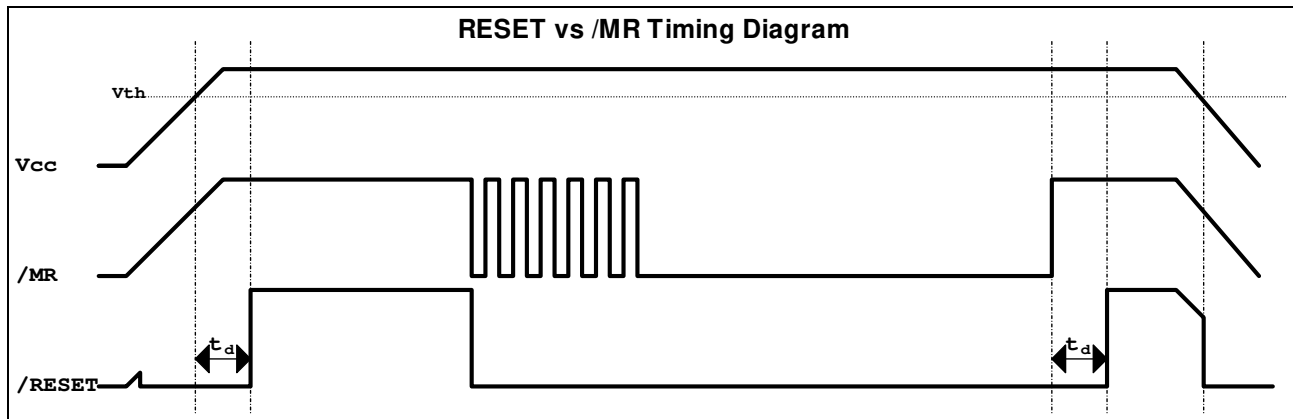 RESET vs /MR Timing Diagram
Vth
Vcc
/MR
td
td
/RESET